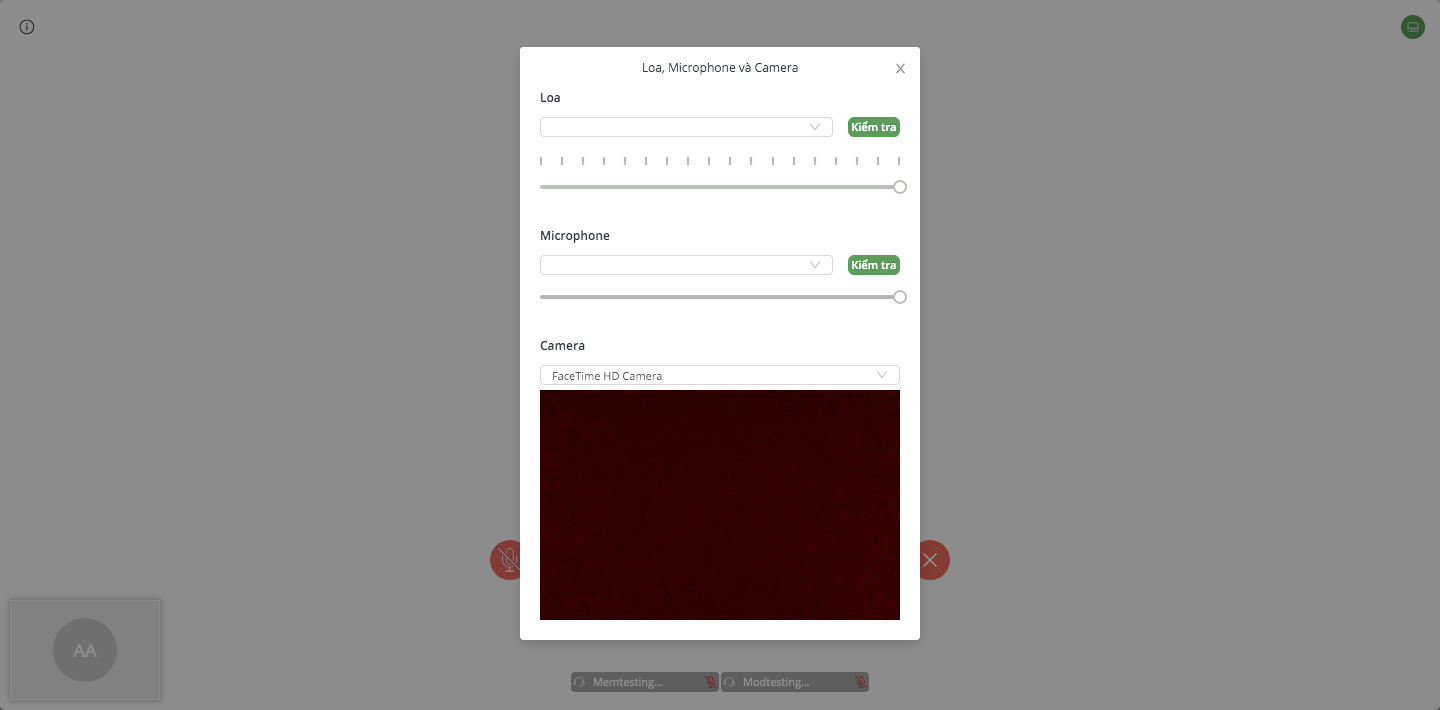 Loa, Microphone và Camera
Loa
Kiểm tra
Microphone
Kiểm tra
Camera
FaceTime HD Camera
AA
Memtesting...
Modtesting...